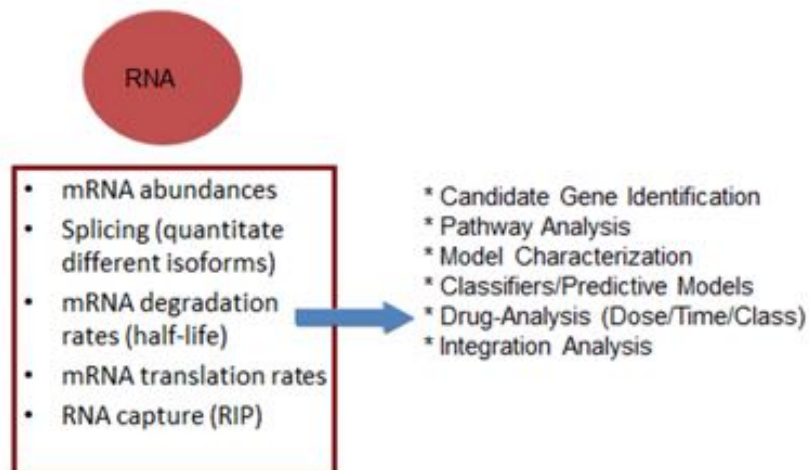 RNA
• mRNA abundances
• Splicing (quantitate
different isoforms)
• mRNA degradation
rates (half-life)
• mRNA translation rates
• RNA capture (RIP)
* Candidate Gene Identification
* Pathway Analysis
* Model Characterization
* Classifiers/Predictive Models
* Drug-Analysis (Dose/Time/Class)
* Integration Analysis